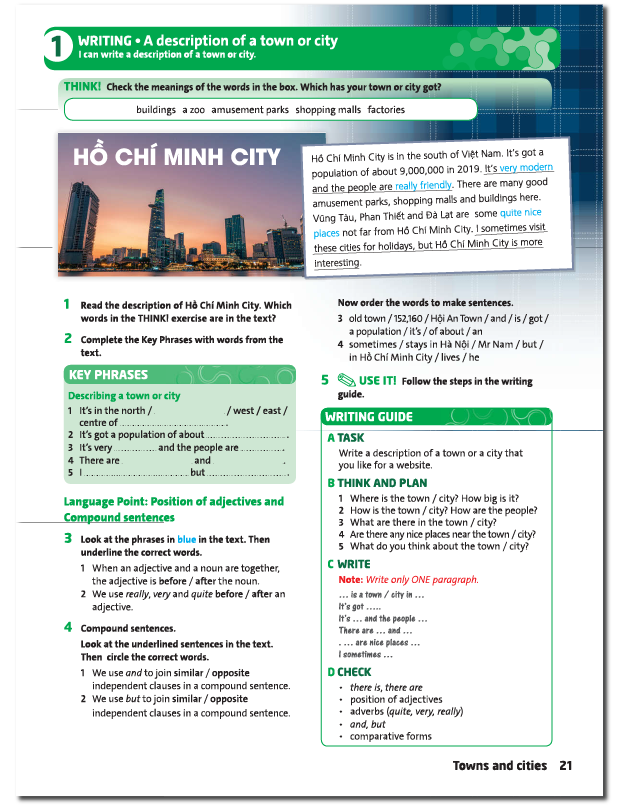 1
WRITING • A description of a town or city
I can write a description of a town or city.
THINK! Check the meanings of the words in the box. Which has your town or city got?
buildings a zoo amusement parks shopping malls factories
HỒ CHÍ MINH CITY
Hồ Chí Minh City is in the south of Việt Nam. It's got a
population of about 9,000,000 in 2019. It's very modern
and the people are really friendly. There are many good
amusement parks, shopping malls and buildings here.
Vũng Tàu, Phan Thiết and Đà Lạt are some quite nice
places not far from Hồ Chí Minh City. I sometimes visit
these cities for holidays, but Hồ Chí Minh City is more
interesting.
1 Read the description of Hồ Chí Minh City. Which
words in the THINK! exercise are in the text?
2 Complete the Key Phrases with words from the
text.
KEY PHRASES
Describing a town or city
1 It's in the north / / west / east /
centre of ............................ .
2 It's got a population of about ......................... .
3 It's very .............. and the people are .............. .
4 There are and .
5 I ............................ but ......................... .
Language Point: Position of adjectives and
Compound sentences
3 Look at the phrases in blue in the text. Then
underline the correct words.
1 When an adjective and a noun are together,
the adjective is before / after the noun.
2 We use really, very and quite before / after an
adjective.
4 Compound sentences.
Look at the underlined sentences in the text.
Then circle the correct words.
1 We use and to join similar / opposite
independent clauses in a compound sentence.
2 We use but to join similar / opposite
independent clauses in a compound sentence.
Now order the words to make sentences.
3 old town / 152,160 / Hội An Town / and / is / got /
a population / it's / of about / an
4 sometimes / stays in Hà Nội / Mr Nam / but /
in Hồ Chí Minh City / lives / he
5 USE IT! Follow the steps in the writing
guide.
WRITING GUIDE
A TASK
Write a description of a town or a city that
you like for a website.
B THINK AND PLAN
1 Where is the town / city? How big is it?
2 How is the town / city? How are the people?
3 What are there in the town / city?
4 Are there any nice places near the town / city?
5 What do you think about the town / city?
C WRITE
Note: Write only ONE paragraph.
... is a town / city in ...
It's got .....
It's ... and the people ...
There are ... and ...
. ... are nice places ...
I sometimes ...
D CHECK
• there is, there are
• position of adjectives
• adverbs (quite, very, really)
• and, but
• comparative forms
Towns and cities 21